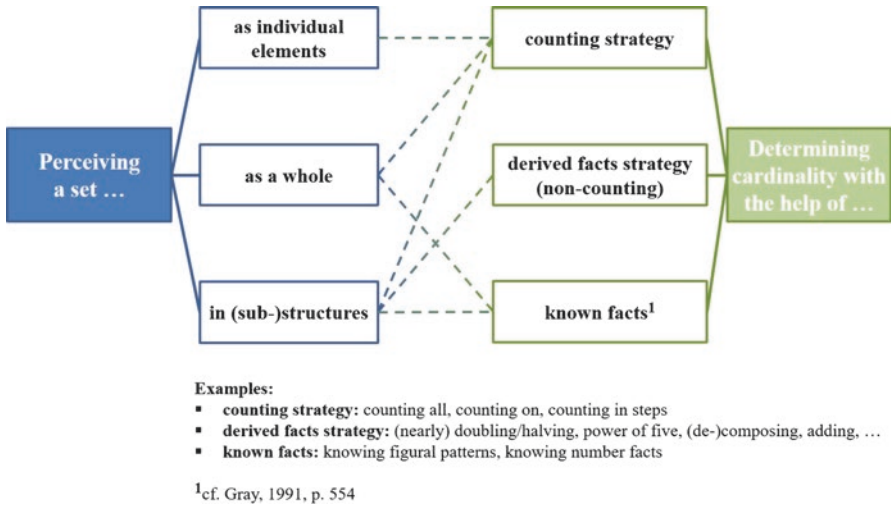 as individual
elements
counting strategy
Perceiving
a set …
as a whole
derived facts strategy
(non-counting)
Determining
cardinality with
the help of …
in (sub-)structures
known facts¹
Examples:
▪ counting strategy: counting all, counting on, counting in steps
▪ derived facts strategy: (nearly) doubling/halving, power of five, (de-)composing, adding, …
▪ known facts: knowing figural patterns, knowing number facts
¹cf. Gray, 1991, p. 554